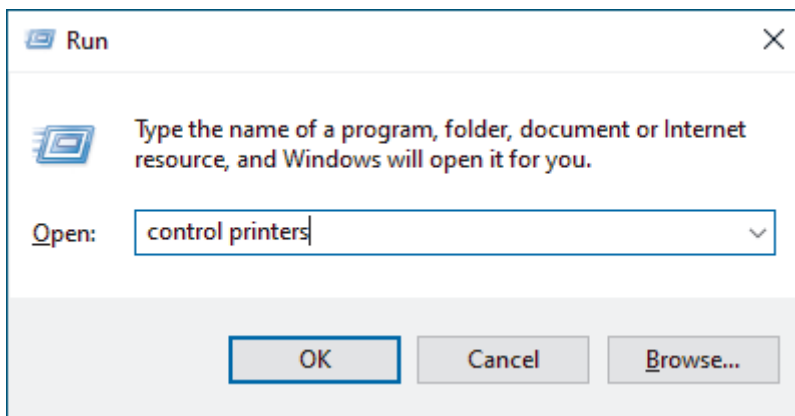 Run
Type the name of a program, folder, document or Internet
resource, and Windows will open it for you.
Open: control printers
OK Cancel Browse...